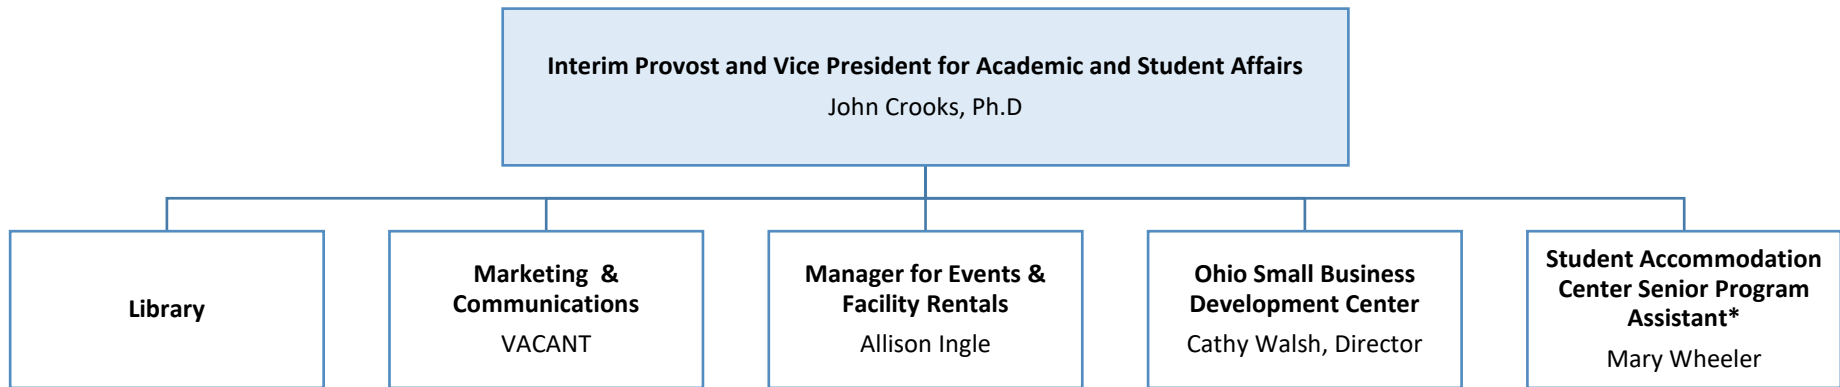 Interim Provost and Vice President for Academic and Student Affairs
John Crooks, Ph.D
Library
Marketing & 
Communications
VACANT
Manager for Events &
Facility Rentals
Allison Ingle
Ohio Small Business
Development Center
Cathy Walsh, Director
Student Accommodation
Center Senior Program
Assistant*
Mary Wheeler